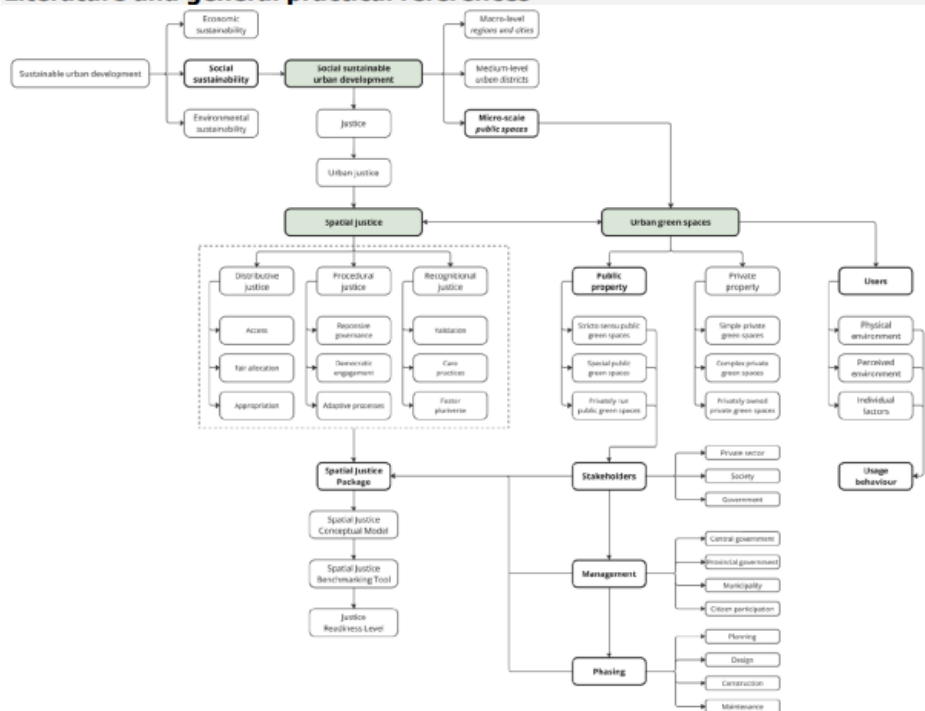 Literature and general practical references
Economic
sustainability
Macro-level
regions and cities
Sustainable urban development
Social
sustainability
Social sustainable
urban development
Medium-level
urban districts
Environmental
sustainability
Justice
Micro-scale
public spaces
Urban justice
Spatial justice
Urban green spaces
Distributive
justice
Procedural
justice
Recognitional
justice
Public
property
Private
property
Users
Access
Reponsive
governance
Validation
Stricto sensu public
green spaces
Simple private
green spaces
Physical
environment
Fair allocation
Democratic
engagement
Care
practices
Special public
green spaces
Complex private
green spaces
Perceived
environment
Appropriation
Adaptive processes
Foster
pluriverse
Privately run
public green spaces
Privately owned
private green spaces
Individual
factors
Spatial Justice
Package
Stakeholders
Private sector
Society
Government
Usage
behaviour
Spatial Justice
Conceptual Model
Spatial Justice
Benchmarking Tool
Justice
Readiness Level
Management
Central government
Provincial government
Municipality
Citizen participation
Phasing
Planning
Design
Construction
Maintenance